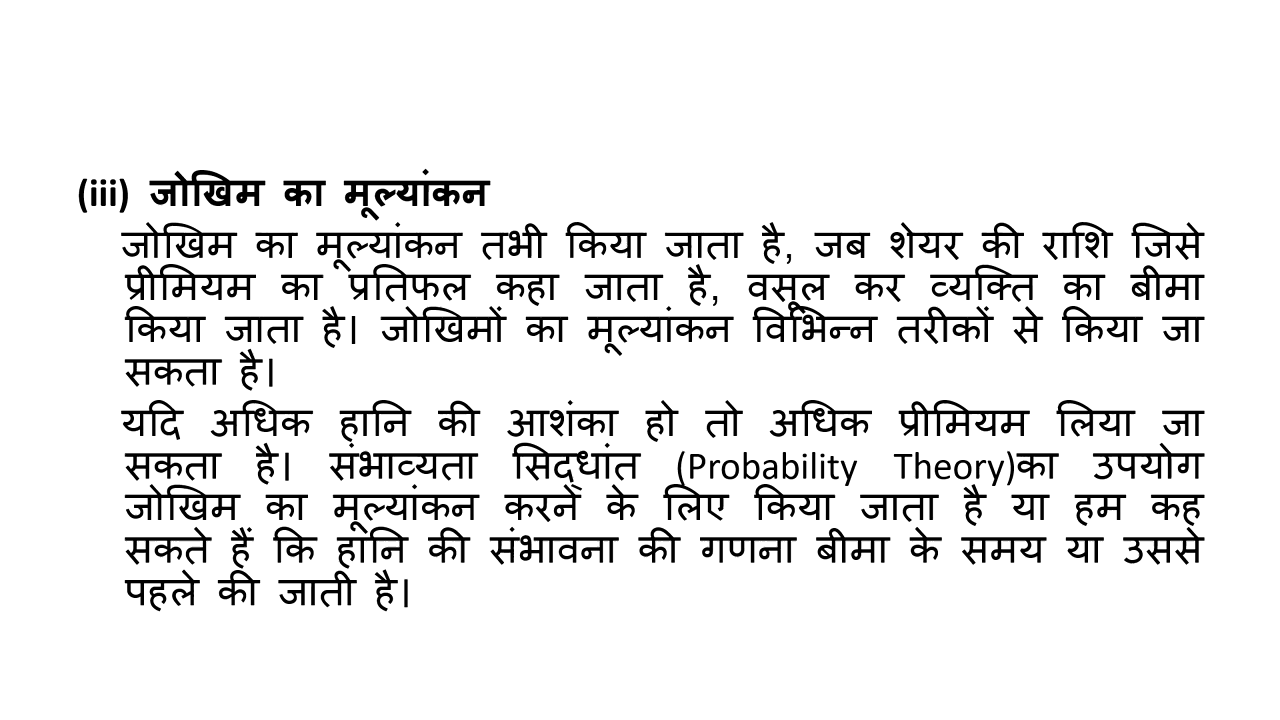 (iii) जोखिम का मूल्यांकन
जोखिम का मूल्यांकन तभी किया जाता है, जब शेयर की राशि जिसे
प्रीमियम का प्रतिफल कहा जाता है, वसूल कर व्यक्ति का बीमा
किया जाता है। जोखिमों का मूल्यांकन विभिन्न तरीकों से किया जा
सकता है।
यदि अधिक हानि की आशंका हो तो अधिक प्रीमियम लिया जा
सकता है। संभाव्यता सिद्धांत (Probability Theory)का उपयोग
जोखिम का मूल्यांकन करने के लिए किया जाता है या हम कह
सकते हैं कि हानि की संभावना की गणना बीमा के समय या उससे
पहले की जाती है।